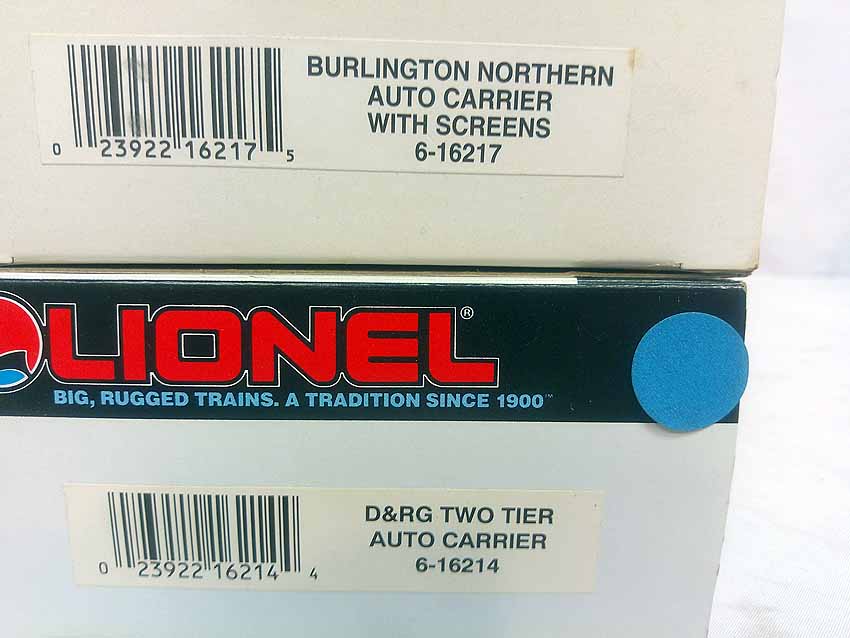 BURLINGTON NORTHERN
AUTO CARRIER
WITH SCREENS
6-16217
0 23922 16217 5
LIONEL®
BIG, RUGGED TRAINS. A TRADITION SINCE 1900™
D&RG TWO TIER
AUTO CARRIER
6-16214
0 23922 16214 4